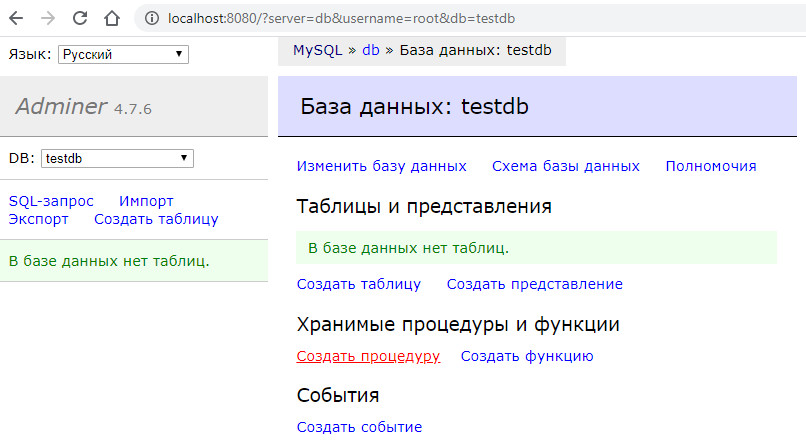 localhost:8080/?server=db&username=root&db=testdb
Язык: Русский
MySQL » db » База данных: testdb
Adminer 4.7.6
База данных: testdb
DB: testdb
SQL-запрос Импорт
Экспорт Создать таблицу
В базе данных нет таблиц.
Изменить базу данных Схема базы данных Полномочия
Таблицы и представления
В базе данных нет таблиц.
Создать таблицу Создать представление
Хранимые процедуры и функции
Создать процедуру Создать функцию
События
Создать событие